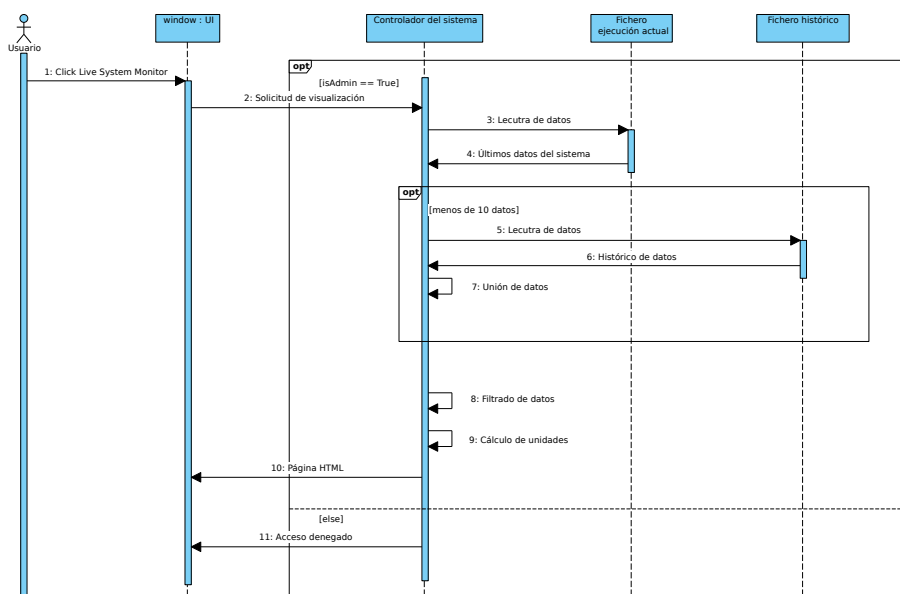 Usuario
window : UI
Controlador del sistema
Fichero
ejecución actual
Fichero histórico
opt
1: Click Live System Monitor
[isAdmin == True]
2: Solicitud de visualización
3: Lecutra de datos
4: Últimos datos del sistema
opt
[menos de 10 datos]
5: Lecutra de datos
6: Histórico de datos
7: Unión de datos
8: Filtrado de datos
9: Cálculo de unidades
10: Página HTML
[else]
11: Acceso denegado